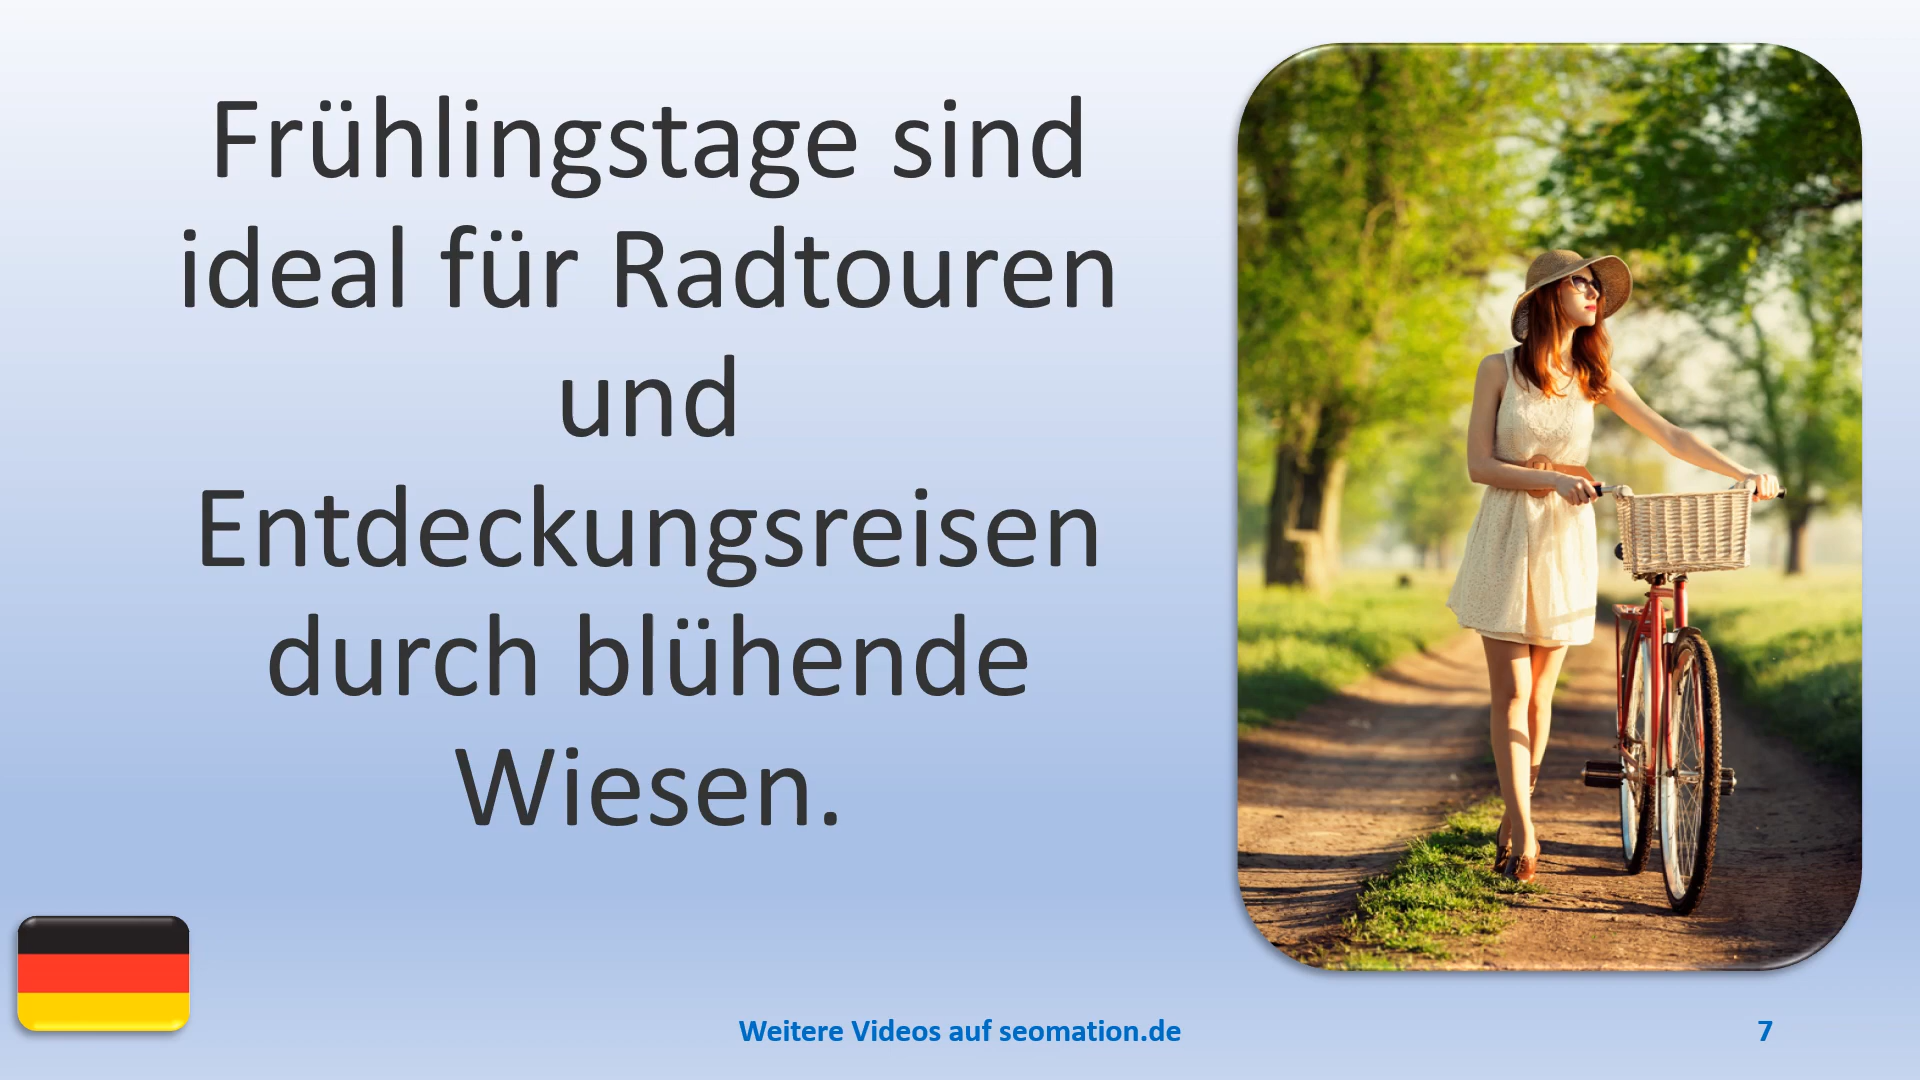 Frühlingstage sind
ideal für Radtouren
und
Entdeckungsreisen
durch blühende
Wiesen.
Weitere Videos auf seomation.de
7